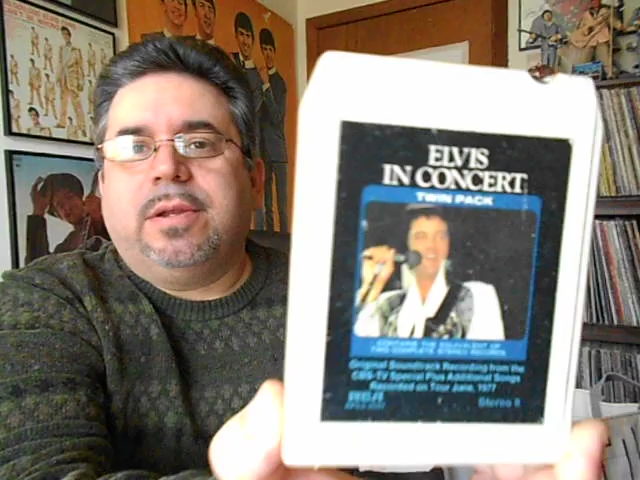 ELVIS
IN CONCERT
TWIN PACK
CONTAINS THE EQUIVALENT OF
TWO COMPLETE STEREO RECORDS
Original Soundtrack Recording from the
CBS-TV Special Plus Additional Songs
Recorded on Tour June, 1977
RCA
Stereo 8